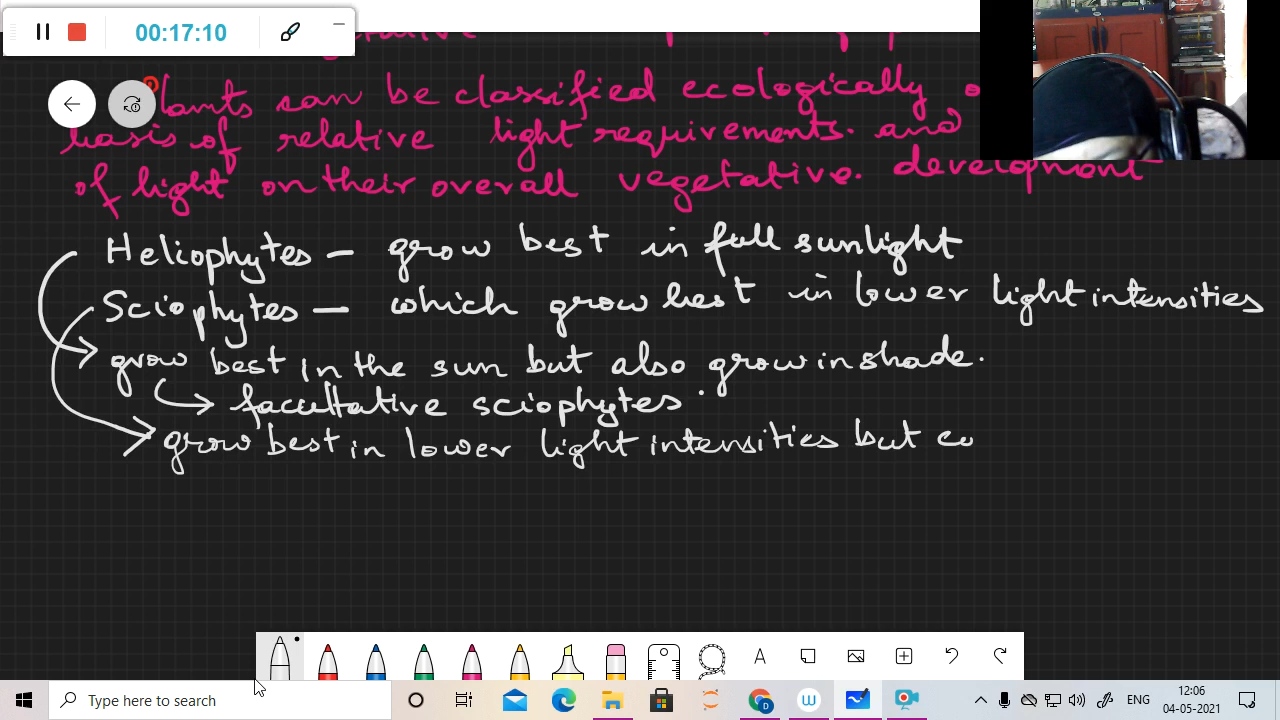 00:17:10
Plants can be classified ecologically o
basis of relative light requirements. and
of light on their overall vegetative. development
Heliophytes - grow best in full sunlight
Sciophytes - which grow best in lower light intensities
grow best in the sun but also grow in shade.
facultative sciophytes.
grow best in lower light intensities but co
A
Type here to search
ENG
12:06
04-05-2021